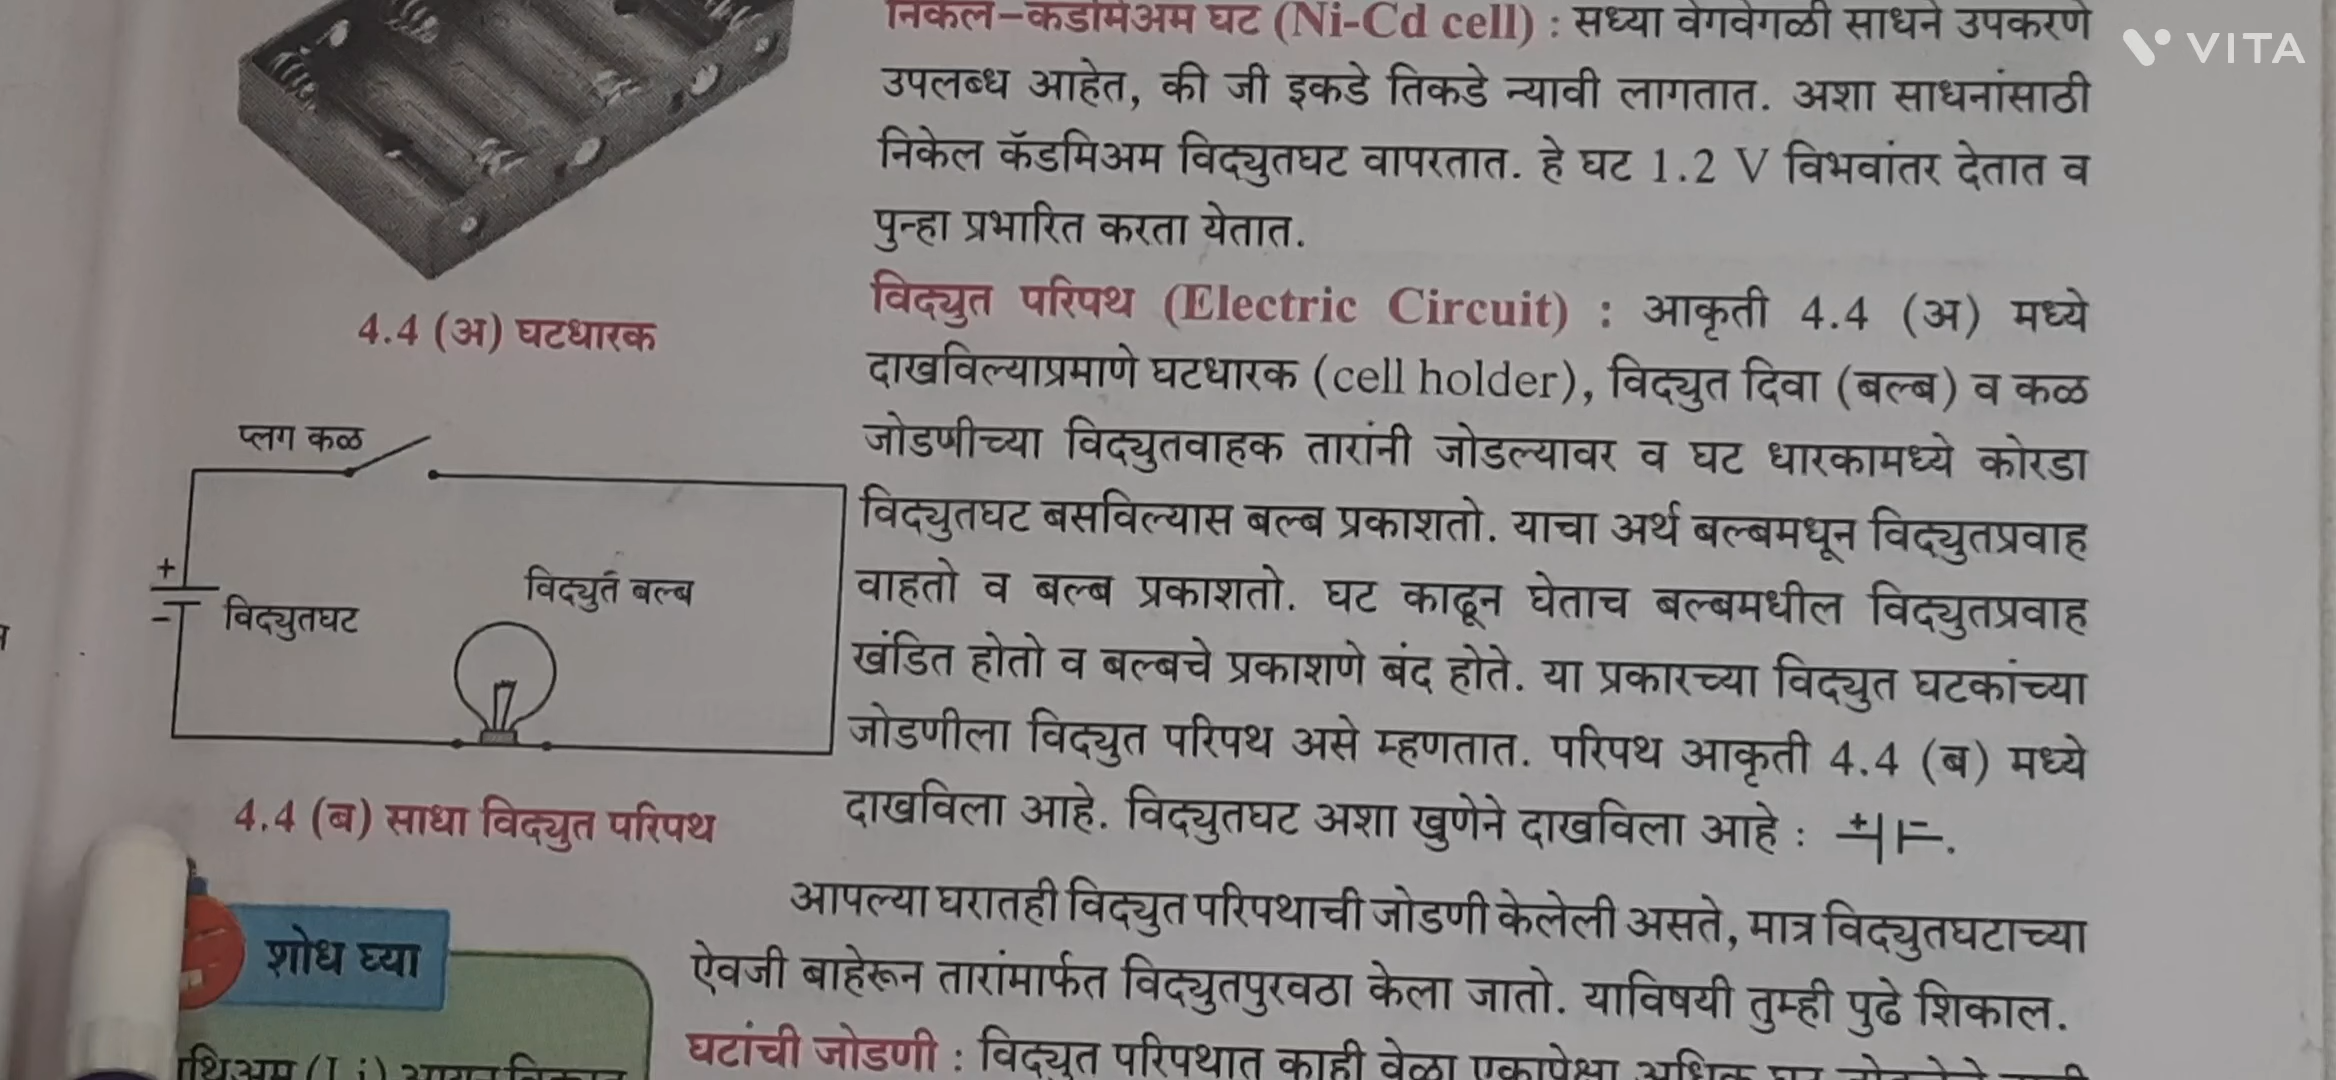 निकेल-कॅडमिअम घट (Ni-Cd cell) : सध्या वेगवेगळी साधने उपकरणे
VITA
उपलब्ध आहेत, की जी इकडे तिकडे न्यावी लागतात. अशा साधनांसाठी
निकेल कॅडमिअम विद्युतघट वापरतात. हे घट 1.2 V विभवांतर देतात व
पुन्हा प्रभारित करता येतात.
4.4 (अ) घटधारक
विद्युत परिपथ (Electric Circuit) : आकृती 4.4 (अ) मध्ये
दाखविल्याप्रमाणे घटधारक (cell holder), विद्युत दिवा (बल्ब) व कळ
जोडणीच्या विद्युतवाहक तारांनी जोडल्यावर व घट धारकामध्ये कोरडा
विद्युतघट बसविल्यास बल्ब प्रकाशतो. याचा अर्थ बल्बमधून विद्युतप्रवाह
वाहतो व बल्ब प्रकाशतो. घट काढून घेताच बल्बमधील विद्युतप्रवाह
खंडित होतो व बल्बचे प्रकाशणे बंद होते. या प्रकारच्या विद्युत घटकांच्या
जोडणीला विद्युत परिपथ असे म्हणतात. परिपथ आकृती 4.4 (ब) मध्ये
दाखविला आहे. विद्युतघट अशा खुणेने दाखविला आहे : + -.
प्लग कळ
+
-
विद्युतघट
विद्युत बल्ब
4.4 (ब) साधा विद्युत परिपथ
आपल्या घरातही विद्युत परिपथाची जोडणी केलेली असते, मात्र विद्युतघटाच्या
ऐवजी बाहेरून तारांमार्फत विद्युतपुरवठा केला जातो. याविषयी तुम्ही पुढे शिकाल.
घटांची जोडणी : विद्युत परिपथात काही वेळा एकापेक्षा अधिक घट
शोध घ्या
(Li)